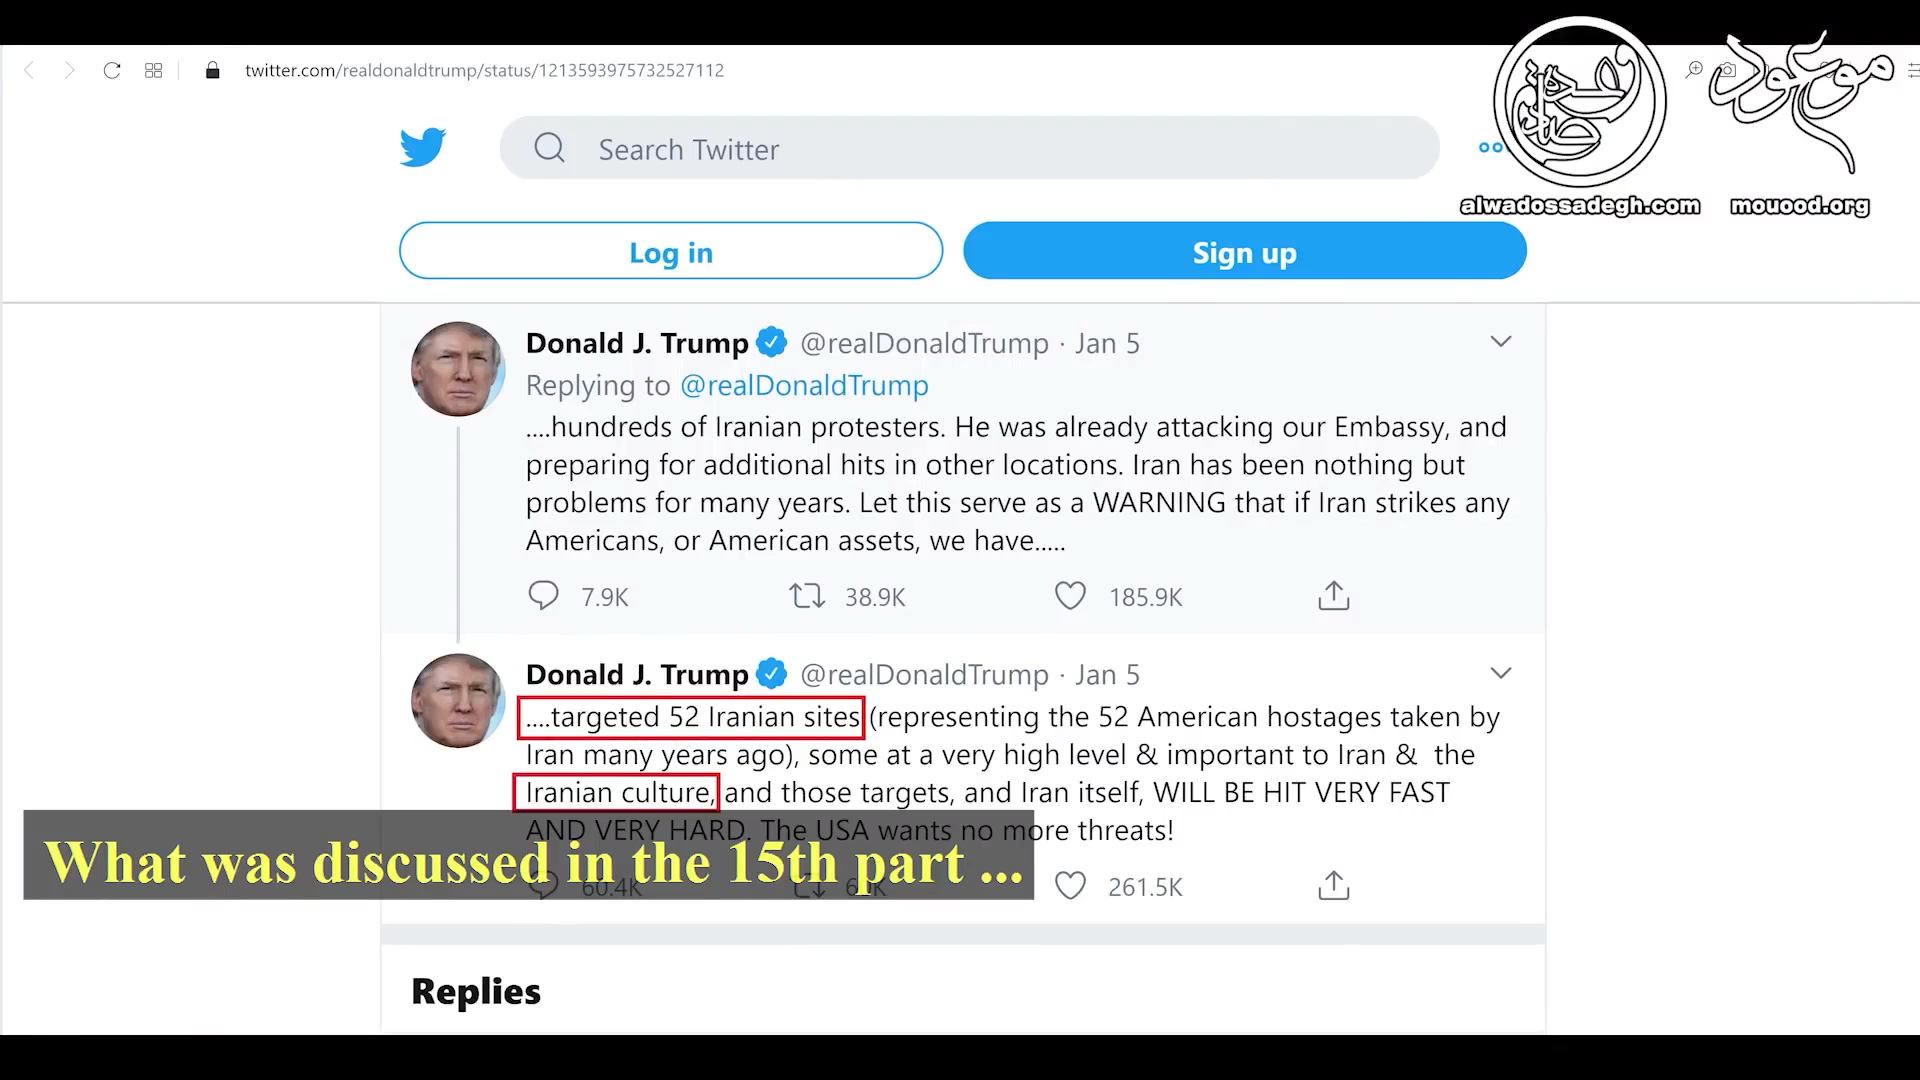 twitter.com/realdonaldtrump/status/1213593975732527112
موعود
alwadossadegh.com
mouood.org
Search Twitter
Log in
Sign up
Donald J. Trump @realDonaldTrump · Jan 5
Replying to @realDonaldTrump
....hundreds of Iranian protesters. He was already attacking our Embassy, and
preparing for additional hits in other locations. Iran has been nothing but
problems for many years. Let this serve as a WARNING that if Iran strikes any
Americans, or American assets, we have.....
7.9K
38.9K
185.9K
Donald J. Trump @realDonaldTrump · Jan 5
....targeted 52 Iranian sites (representing the 52 American hostages taken by
Iran many years ago), some at a very high level & important to Iran & the
Iranian culture, and those targets, and Iran itself, WILL BE HIT VERY FAST
AND VERY HARD. The USA wants no more threats!
What was discussed in the 15th part ...
60.4K
261.5K
Replies